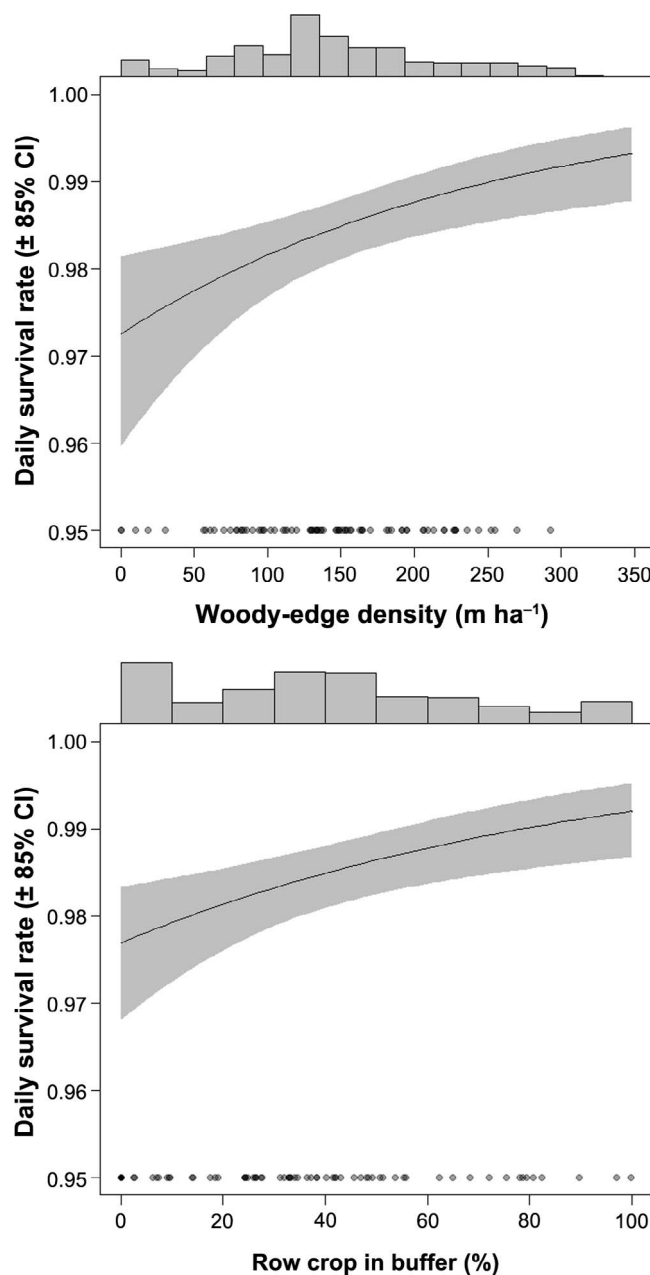 Daily survival rate (± 85% CI)
1.00
0.99
0.98
0.97
0.96
0.95
0 50 100 150 200 250 300 350
Woody-edge density (m ha⁻¹)
Daily survival rate (± 85% CI)
1.00
0.99
0.98
0.97
0.96
0.95
0 20 40 60 80 100
Row crop in buffer (%)